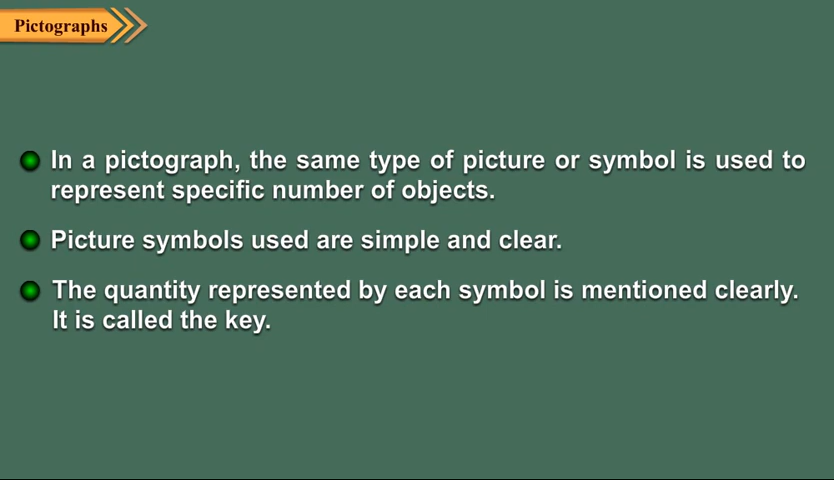 Pictographs
In a pictograph, the same type of picture or symbol is used to
represent specific number of objects.
Picture symbols used are simple and clear.
The quantity represented by each symbol is mentioned clearly.
It is called the key.